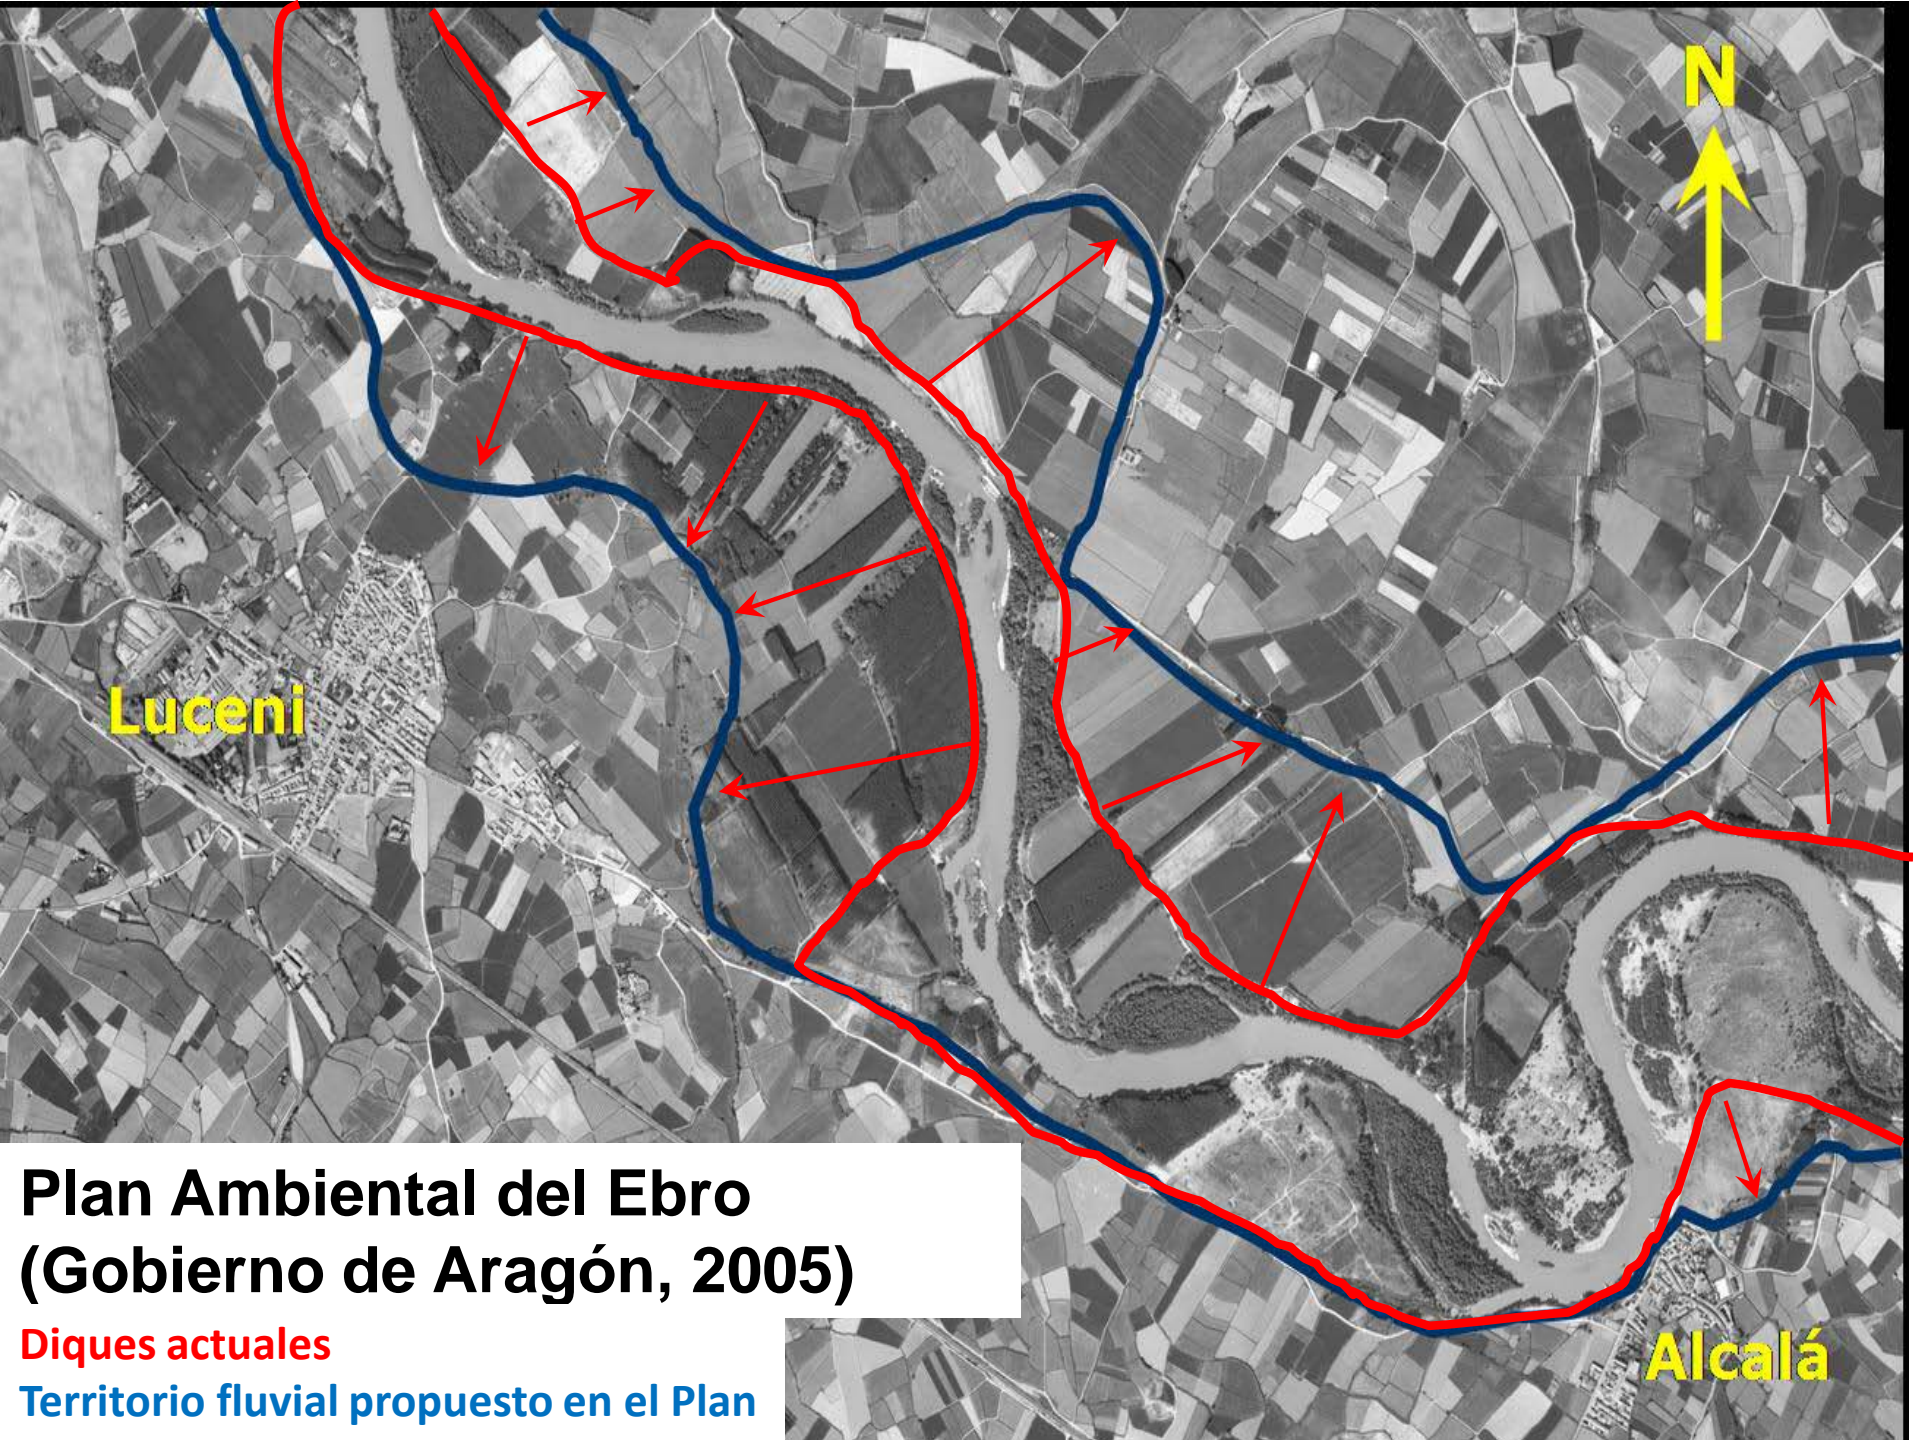 N
Luceni
Plan Ambiental del Ebro
(Gobierno de Aragón, 2005)
Diques actuales
Territorio fluvial propuesto en el Plan
Alcalá